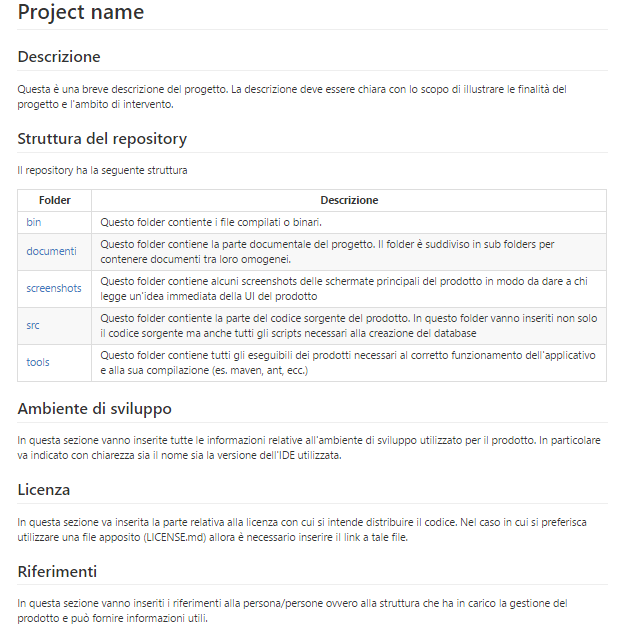 Project name
Descrizione
Questa è una breve descrizione del progetto. La descrizione deve essere chiara con lo scopo di illustrare le finalità del
progetto e l'ambito di intervento.
Struttura del repository
Il repository ha la seguente struttura
Folder Descrizione
bin Questo folder contiente i file compilati o binari.
documenti Questo folder contiene la parte documentale del progetto. Il folder è suddiviso in sub folders per
contenere documenti tra loro omogenei.
screenshots Questo folder contiene alcuni screenshots delle schermate principali del prodotto in modo da dare a chi
legge un'idea immediata della UI del prodotto
src Questo folder contiente la parte del codice sorgente del prodotto. In questo folder vanno inseriti non solo
il codice sorgente ma anche tutti gli scripts necessari alla creazione del database
tools Questo folder contiene tutti gli eseguibili dei prodotti necessari al corretto funzionamento dell'applicativo
e alla sua compilazione (es. maven, ant, ecc.)
Ambiente di sviluppo
In questa sezione vanno inserite tutte le informazioni relative all'ambiente di sviluppo utilizzato per il prodotto. In particolare
va indicato con chiarezza sia il nome sia la versione dell'IDE utilizzata.
Licenza
In questa sezione va inserita la parte relativa alla licenza con cui si intende distribuire il codice. Nel caso in cui si preferisca
utilizzare una file apposito (LICENSE.md) allora è necessario inserire il link a tale file.
Riferimenti
In questa sezione vanno inseriti i riferimenti alla persona/persone ovvero alla struttura che ha in carico la gestione del
prodotto e può fornire informazioni utili.